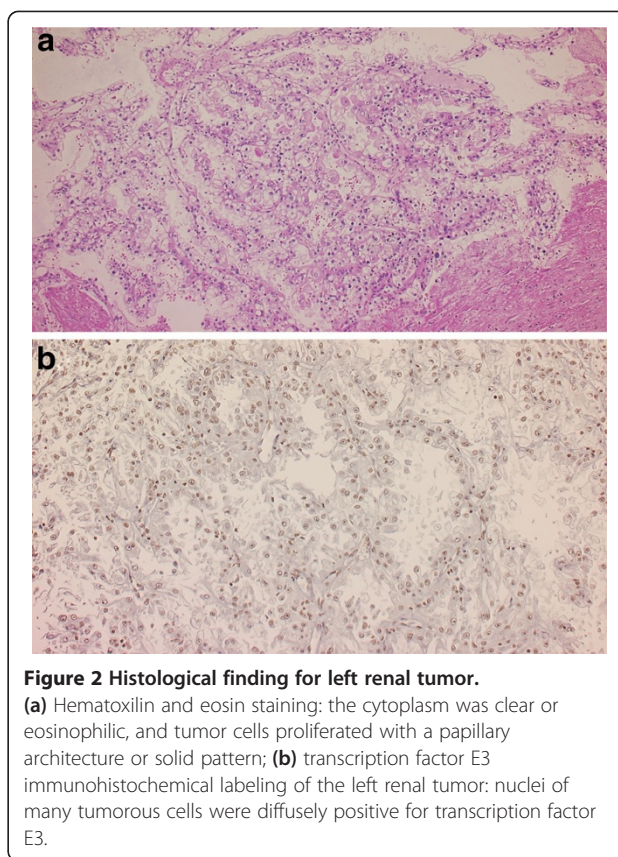 a
b
Figure 2 Histological finding for left renal tumor.
(a) Hematoxilin and eosin staining: the cytoplasm was clear or
eosinophilic, and tumor cells proliferated with a papillary
architecture or solid pattern; (b) transcription factor E3
immunohistochemical labeling of the left renal tumor: nuclei of
many tumorous cells were diffusely positive for transcription factor
E3.